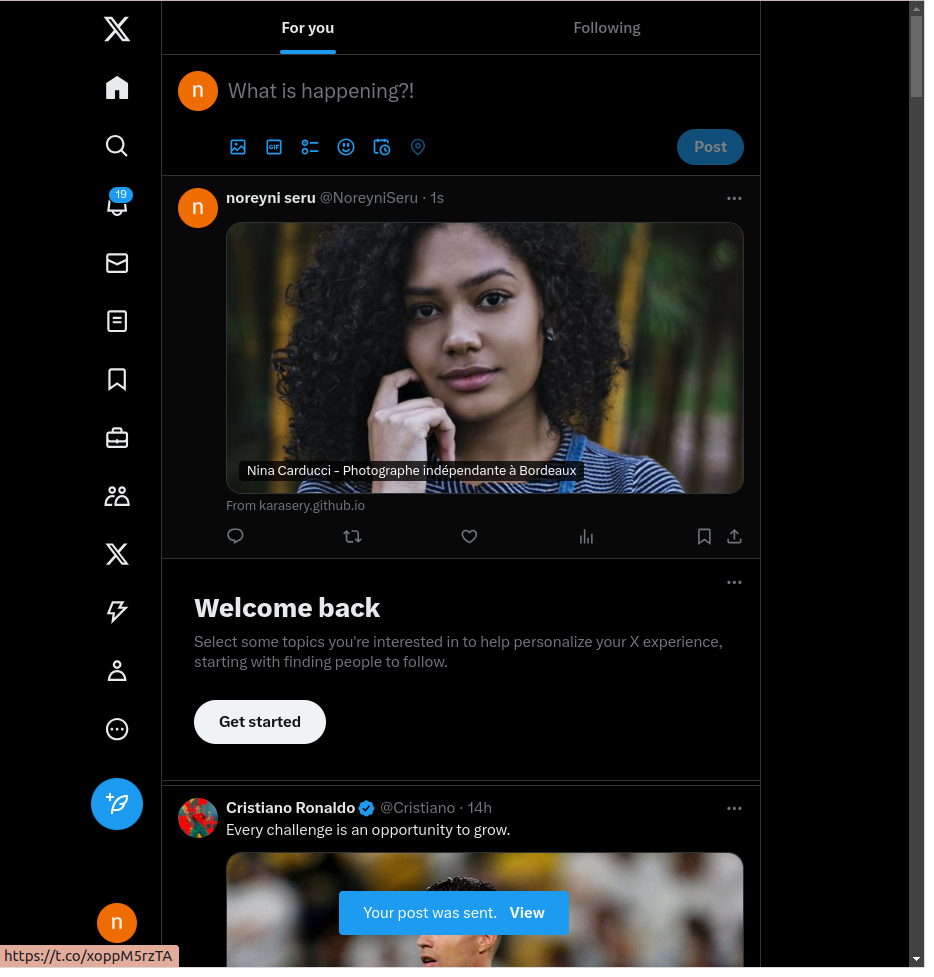 For you
Following
n
What is happening?!
GIF
Post
19
n
noreyni seru @NoreyniSeru · 1s
Nina Carducci - Photographe indépendante à Bordeaux
From karasery.github.io
Welcome back
Select some topics you're interested in to help personalize your X experience,
starting with finding people to follow.
Get started
Cristiano Ronaldo @Cristiano · 14h
Every challenge is an opportunity to grow.
Your post was sent. View
n
https://t.co/xoppM5rzTA